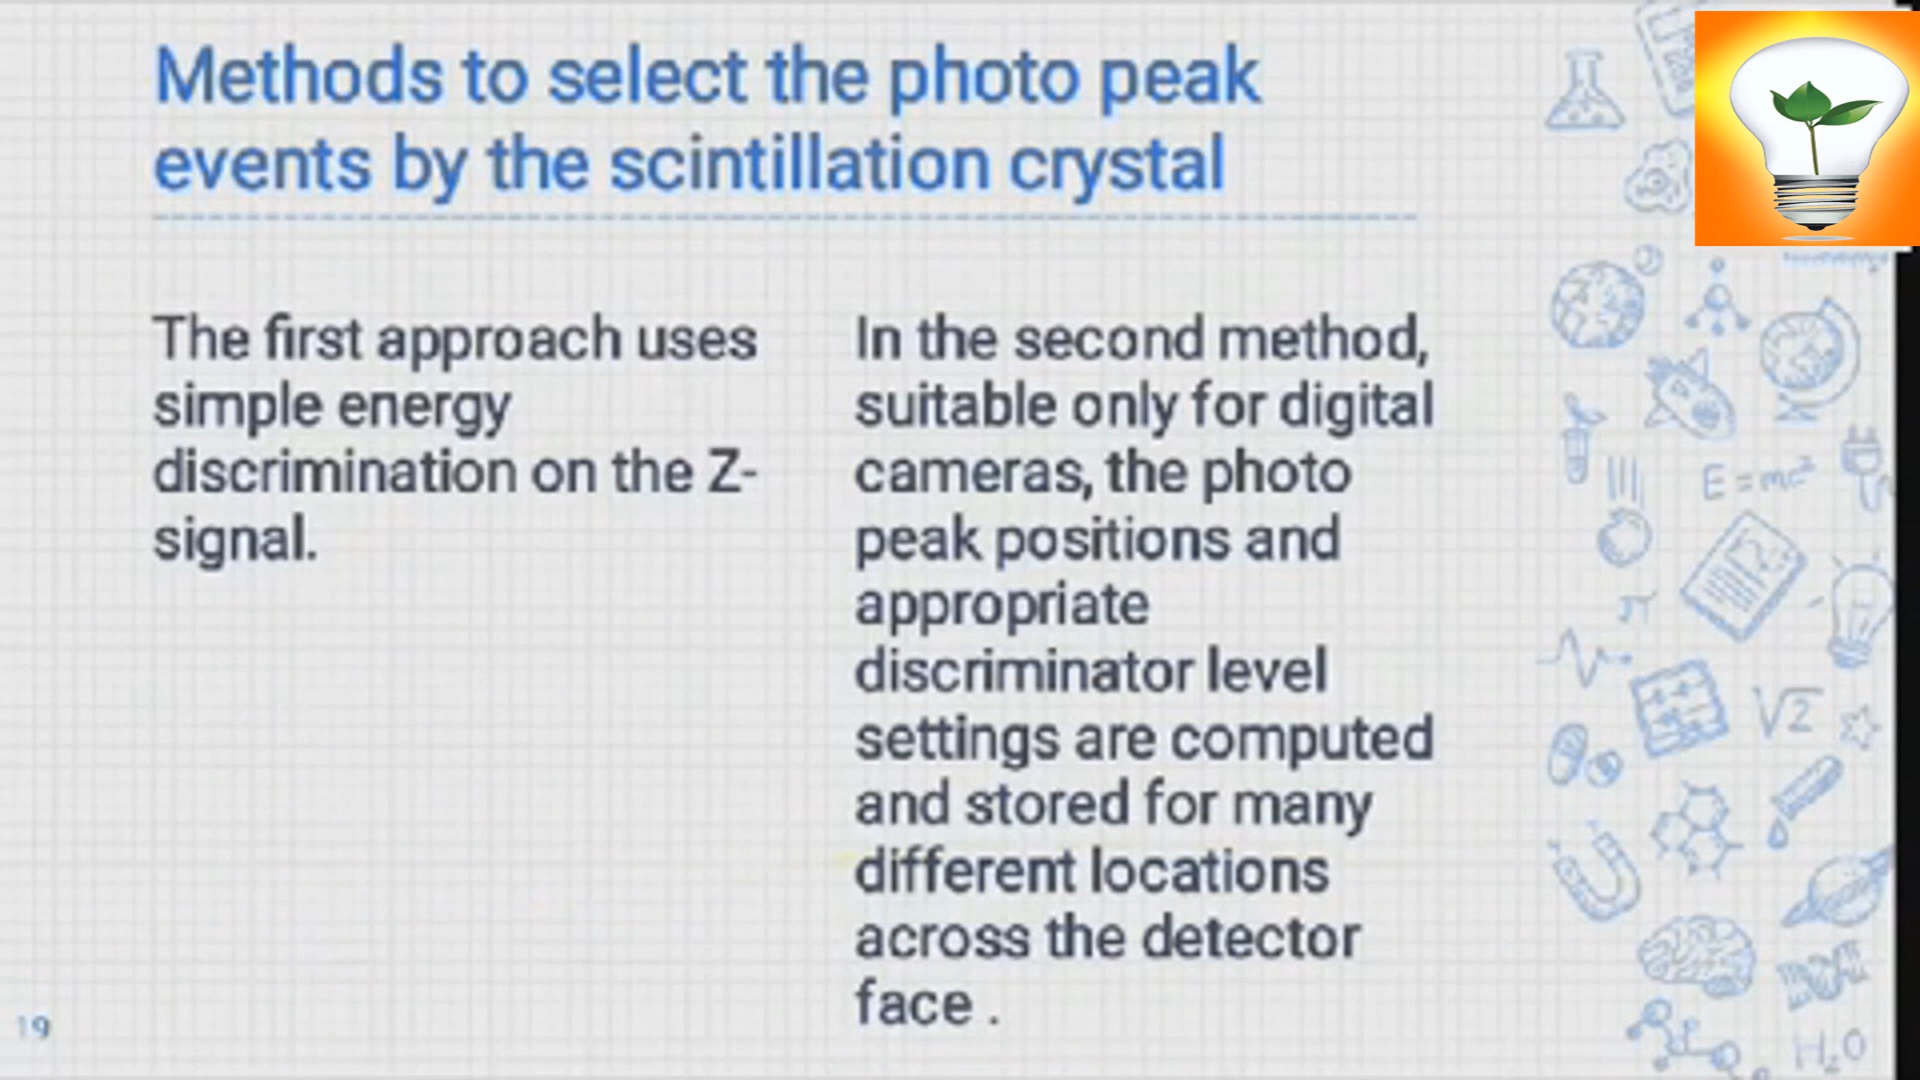 Methods to select the photo peak
events by the scintillation crystal
The first approach uses
simple energy
discrimination on the Z-
signal.
In the second method,
suitable only for digital
cameras, the photo
peak positions and
appropriate
discriminator level
settings are computed
and stored for many
different locations
across the detector
face .
E=mc²
π
√2
H₂O
19